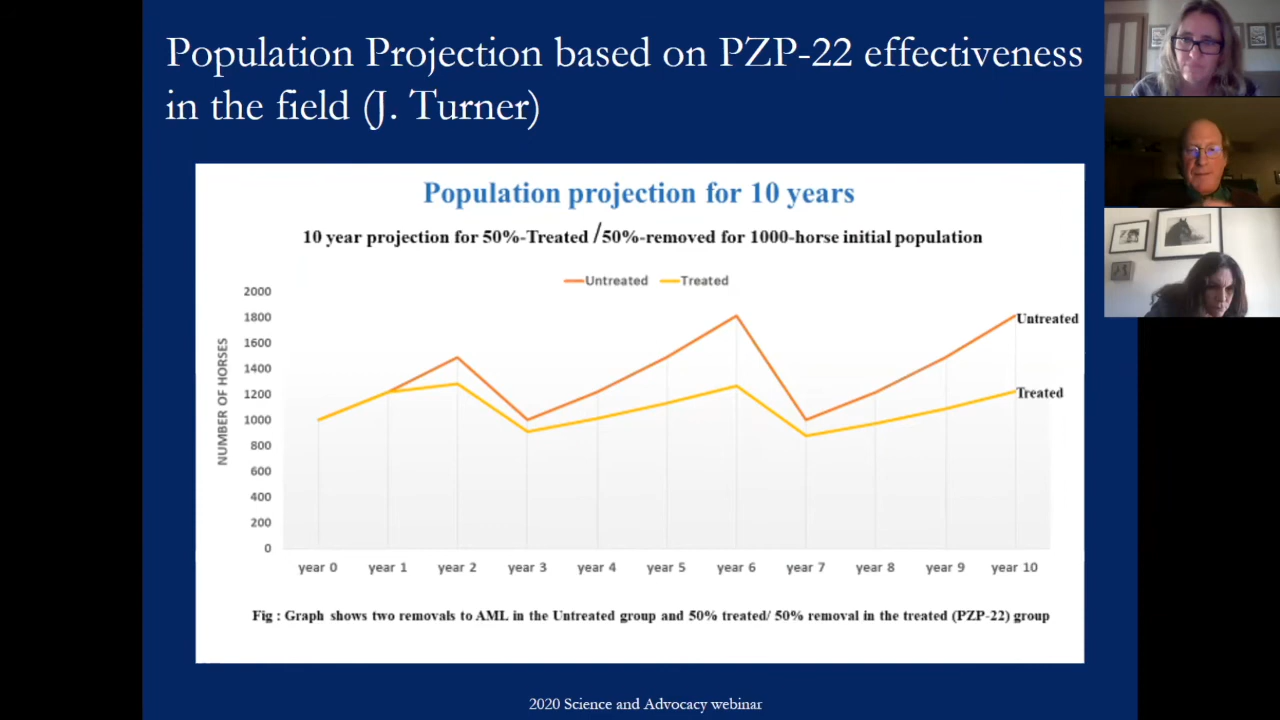 Population Projection based on PZP-22 effectiveness
in the field (J. Turner)
Population projection for 10 years
10 year projection for 50%-Treated /50%-removed for 1000-horse initial population
Untreated Treated
NUMBER OF HORSES
2000
1800
1600
1400
1200
1000
800
600
400
200
0
Untreated
Treated
year 0 year 1 year 2 year 3 year 4 year 5 year 6 year 7 year 8 year 9 year 10
Fig : Graph shows two removals to AML in the Untreated group and 50% treated/ 50% removal in the treated (PZP-22) group
2020 Science and Advocacy webinar